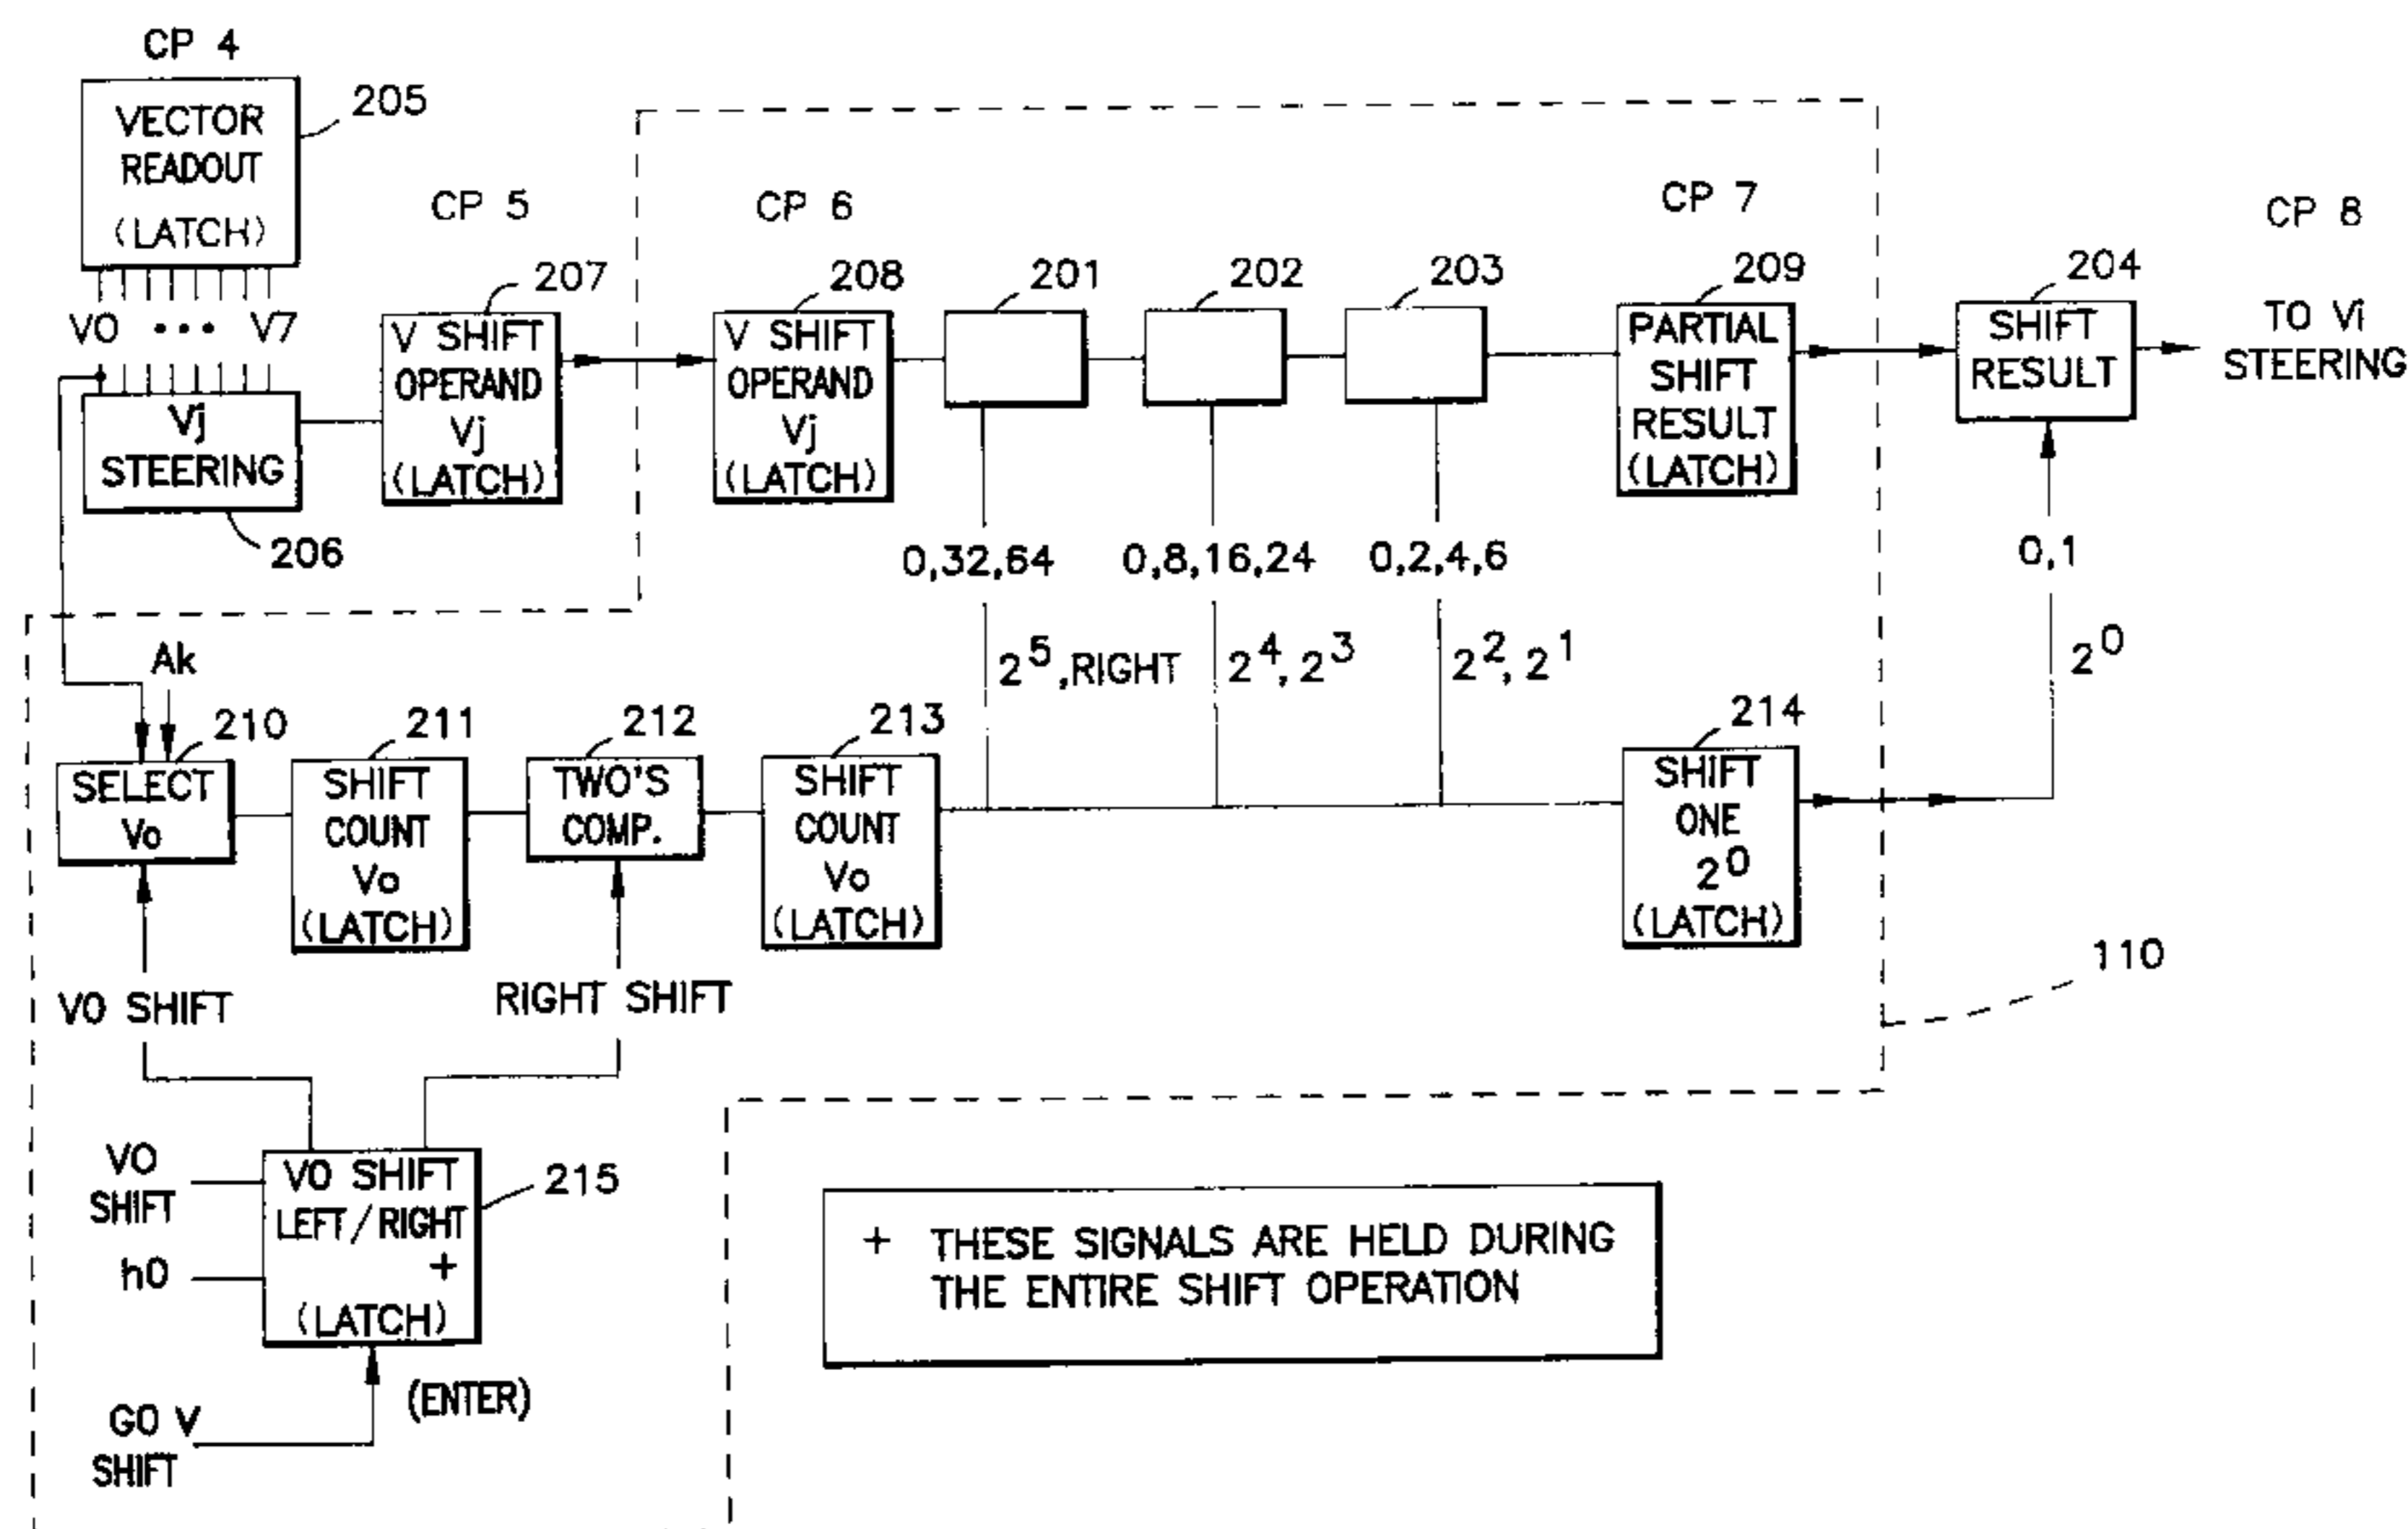 CP 4
VECTOR
READOUT
(LATCH)
205
V0 ••• V7
Vj
STEERING
206
CP 5
207
V SHIFT
OPERAND
Vj
(LATCH)
CP 6
208
V SHIFT
OPERAND
Vj
(LATCH)
201
202
203
CP 7
209
PARTIAL
SHIFT
RESULT
(LATCH)
204
SHIFT
RESULT
CP 8
TO Vi
STEERING
0,32,64
0,8,16,24
0,2,4,6
0,1
2^5,RIGHT
2^4, 2^3
2^2, 2^1
2^0
Ak
210
SELECT
Vo
211
SHIFT
COUNT
Vo
(LATCH)
212
TWO'S
COMP.
213
SHIFT
COUNT
Vo
(LATCH)
214
SHIFT
ONE
2^0
(LATCH)
110
V0 SHIFT
RIGHT SHIFT
V0
SHIFT
h0
V0 SHIFT
LEFT/RIGHT
+
(LATCH)
215
GO V
SHIFT
(ENTER)
+ THESE SIGNALS ARE HELD DURING
THE ENTIRE SHIFT OPERATION